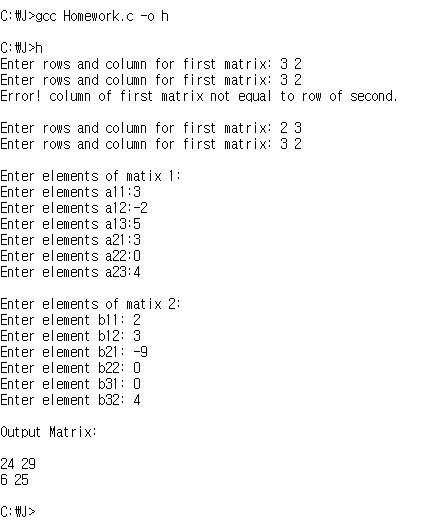 C:\J>gcc Homework.c -o h
C:\J>h
Enter rows and column for first matrix: 3 2
Enter rows and column for first matrix: 3 2
Error! column of first matrix not equal to row of second.
Enter rows and column for first matrix: 2 3
Enter rows and column for first matrix: 3 2
Enter elements of matix 1:
Enter elements a11:3
Enter elements a12:-2
Enter elements a13:5
Enter elements a21:3
Enter elements a22:0
Enter elements a23:4
Enter elements of matix 2:
Enter element b11: 2
Enter element b12: 3
Enter element b21: -9
Enter element b22: 0
Enter element b31: 0
Enter element b32: 4
Output Matrix:
24 29
6 25
C:\J>